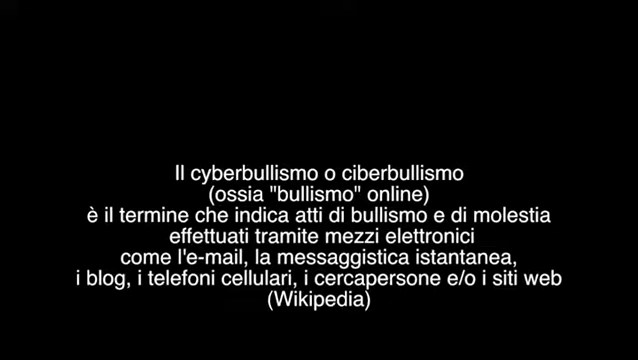 Il cyberbullismo o ciberbullismo
(ossia "bullismo" online)
è il termine che indica atti di bullismo e di molestia
effettuati tramite mezzi elettronici
come l'e-mail, la messaggistica istantanea,
i blog, i telefoni cellulari, i cercapersone e/o i siti web
(Wikipedia)